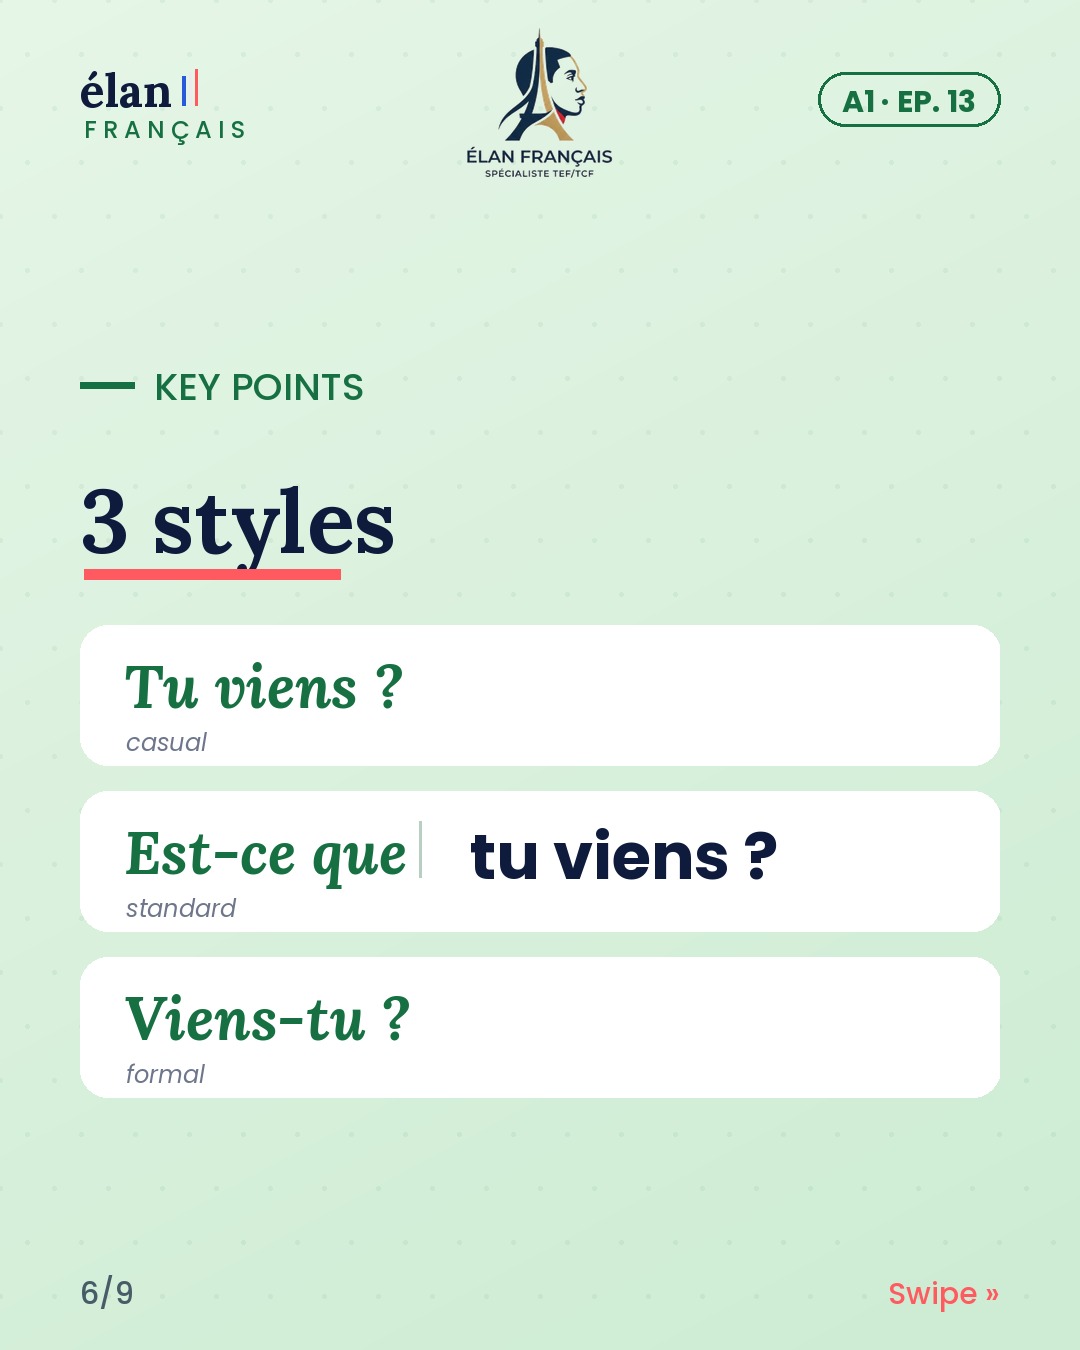 élan
FRANÇAIS
ÉLAN FRANÇAIS
SPÉCIALISTE TEF/TCF
A1 · EP. 13
KEY POINTS
3 styles
Tu viens ?
casual
Est-ce que tu viens ?
standard
Viens-tu ?
formal
6/9
Swipe »